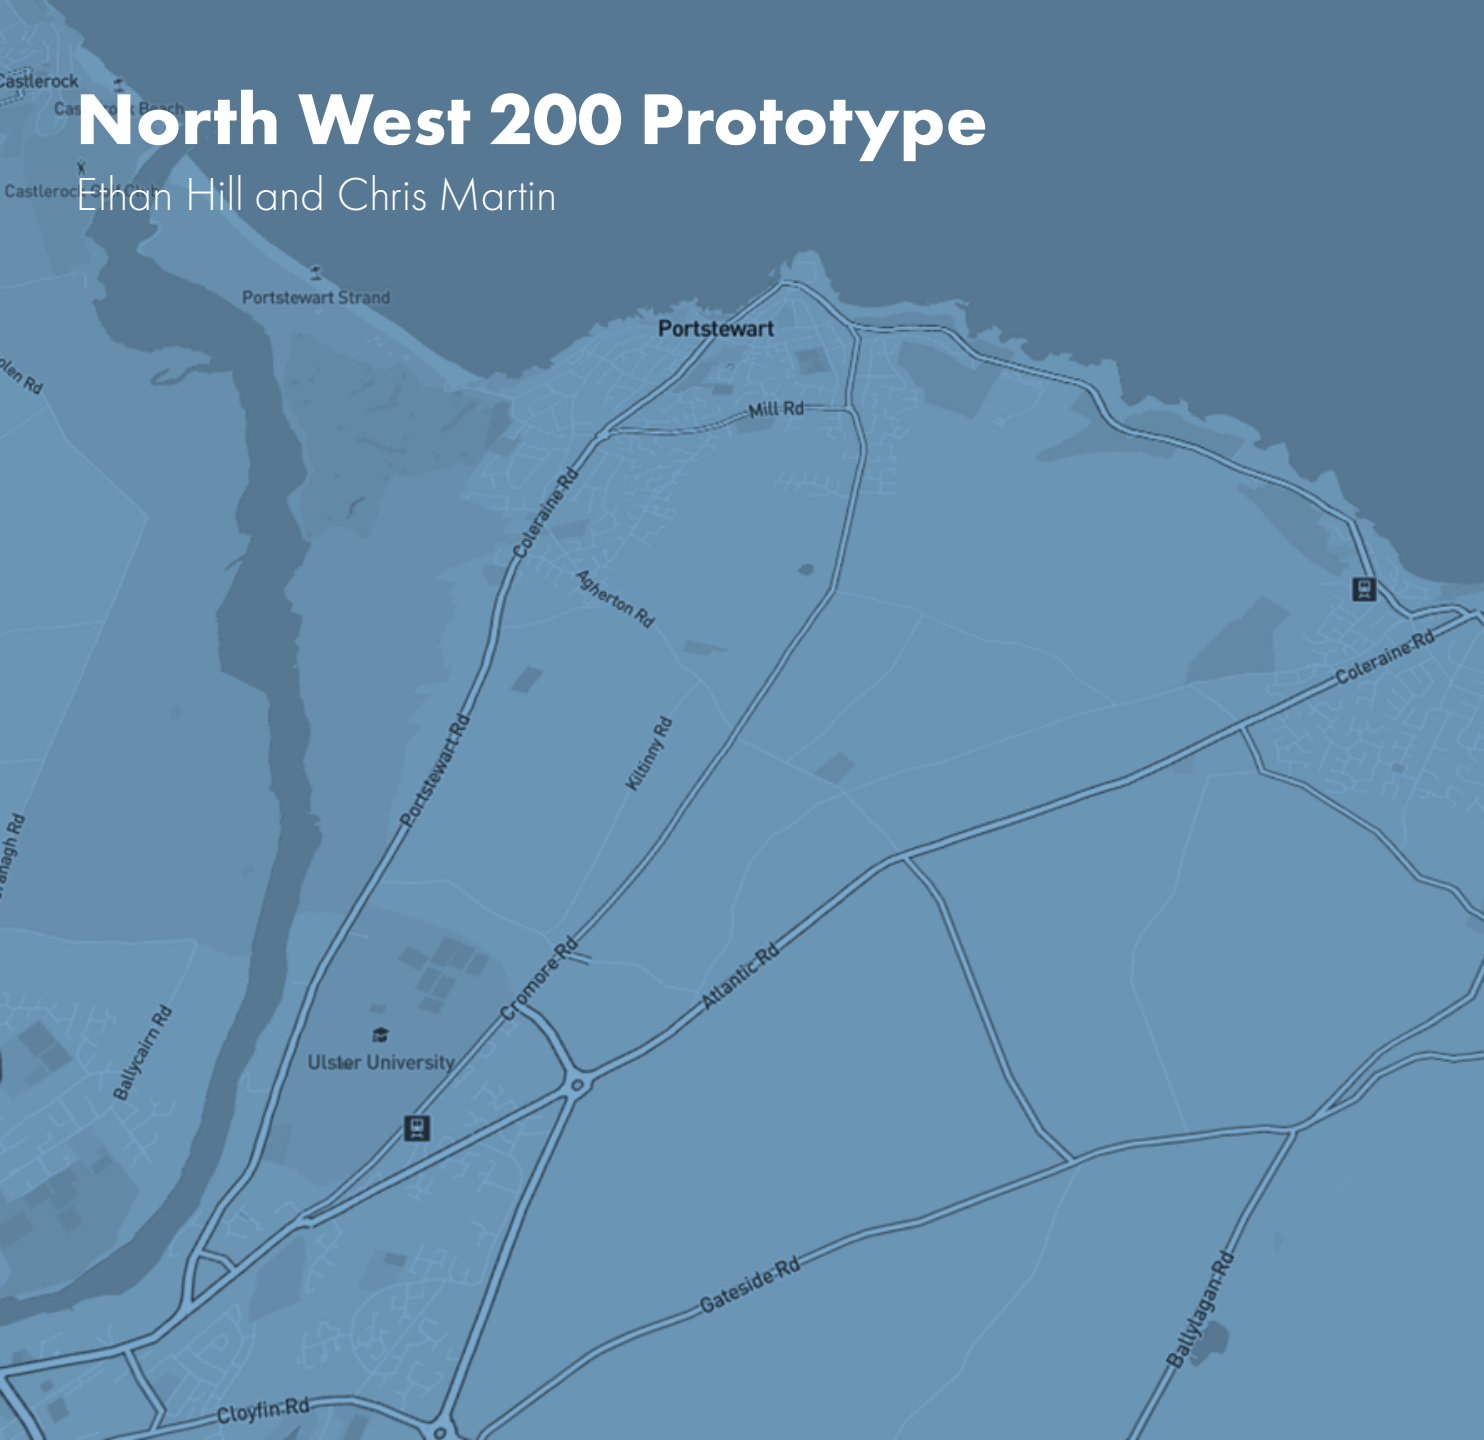 Castlerock
North West 200 Prototype
Ethan Hill and Chris Martin
Portstewart Strand
Portstewart
Mill Rd
Coleraine Rd
Agherton Rd
Coleraine Rd
Portstewart Rd
Kiltinny Rd
Cromore Rd
Atlantic Rd
Ballycairn Rd
Ulster University
Gateside Rd
Ballylagan Rd
Cloyfin Rd